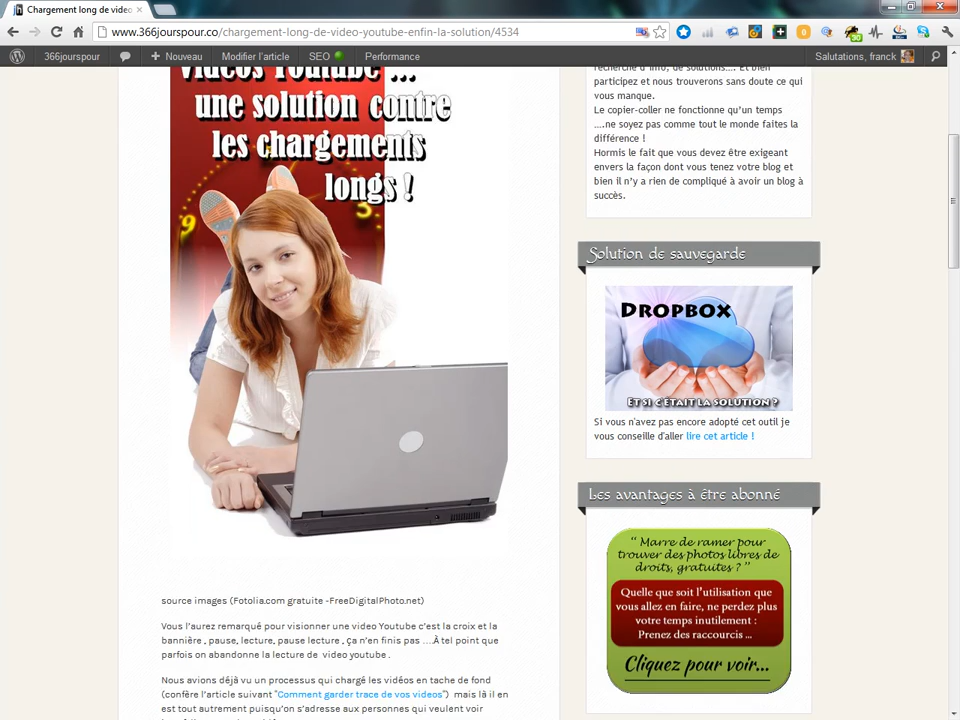 Chargement long de video
www.366jourspour.co/chargement-long-de-video-youtube-enfin-la-solution/4534
366jourspour
Nouveau
Modifier l'article
SEO
Performance
Salutations, franck
Vidéos Youtube ...
une solution contre
les chargements
longs !
9
3
source images (Fotolia.com gratuite -FreeDigitalPhoto.net)
Vous l'aurez remarqué pour visionner une video Youtube c'est la croix et la
bannière , pause, lecture, pause lecture , ça n'en finis pas ….À tel point que
parfois on abandonne la lecture de video youtube .
Nous avions déjà vu un processus qui chargé les vidéos en tache de fond
(confère l'article suivant "Comment garder trace de vos videos") mais là il en
est tout autrement puisqu'on s'adresse aux personnes qui veulent voir
recherche d'info, de solutions…. Et bien
participez et nous trouverons sans doute ce qui
vous manque.
Le copier-coller ne fonctionne qu'un temps
….ne soyez pas comme tout le monde faites la
différence !
Hormis le fait que vous devez être exigeant
envers la façon dont vous tenez votre blog et
bien il n'y a rien de compliqué à avoir un blog à
succès.
Solution de sauvegarde
DROPBOX
ET SI C'ÉTAIT LA SOLUTION ?
Si vous n'avez pas encore adopté cet outil je
vous conseille d'aller lire cet article !
Les avantages à être abonné
“ Marre de ramer pour
trouver des photos libres de
droits, gratuites ? ”
Quelle que soit l'utilisation que
vous allez en faire, ne perdez plus
votre temps inutilement :
Prenez des raccourcis ...
Cliquez pour voir...